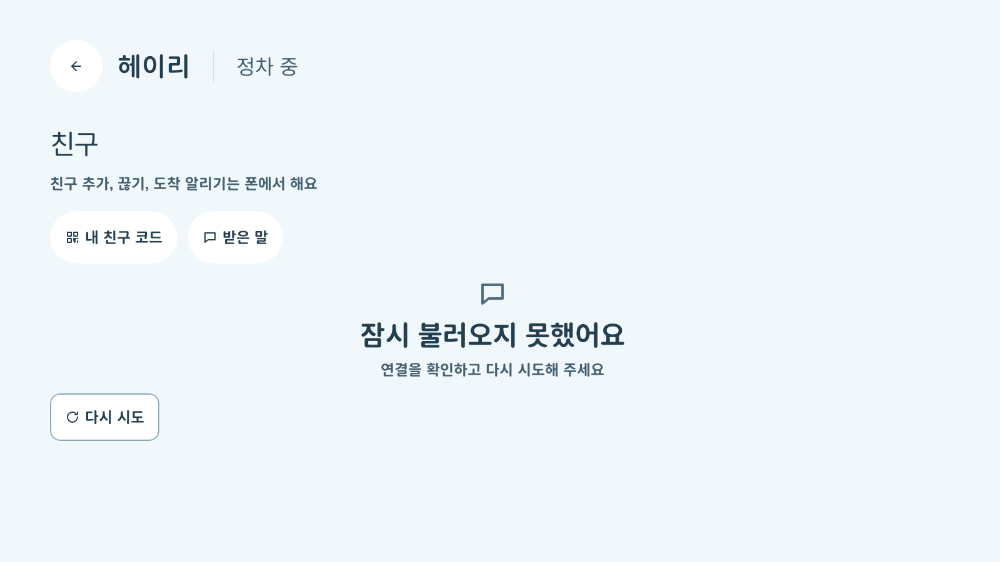 헤이리
정차 중
친구
친구 추가, 끊기, 도착 알리기는 폰에서 해요
내 친구 코드
받은 말
잠시 불러오지 못했어요
연결을 확인하고 다시 시도해 주세요
다시 시도